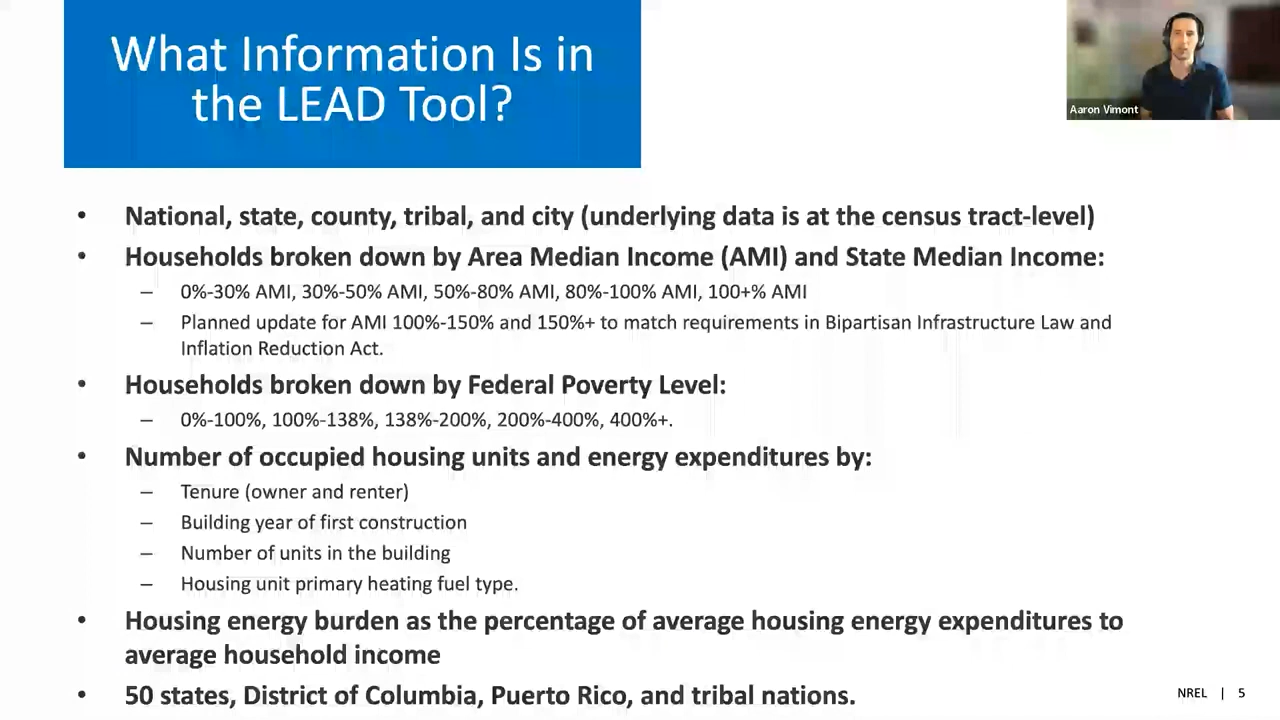 What Information Is in
the LEAD Tool?
Aaron Vimont
• National, state, county, tribal, and city (underlying data is at the census tract-level)
• Households broken down by Area Median Income (AMI) and State Median Income:
– 0%-30% AMI, 30%-50% AMI, 50%-80% AMI, 80%-100% AMI, 100+% AMI
– Planned update for AMI 100%-150% and 150%+ to match requirements in Bipartisan Infrastructure Law and
Inflation Reduction Act.
• Households broken down by Federal Poverty Level:
– 0%-100%, 100%-138%, 138%-200%, 200%-400%, 400%+.
• Number of occupied housing units and energy expenditures by:
– Tenure (owner and renter)
– Building year of first construction
– Number of units in the building
– Housing unit primary heating fuel type.
• Housing energy burden as the percentage of average housing energy expenditures to
average household income
• 50 states, District of Columbia, Puerto Rico, and tribal nations.
NREL | 5